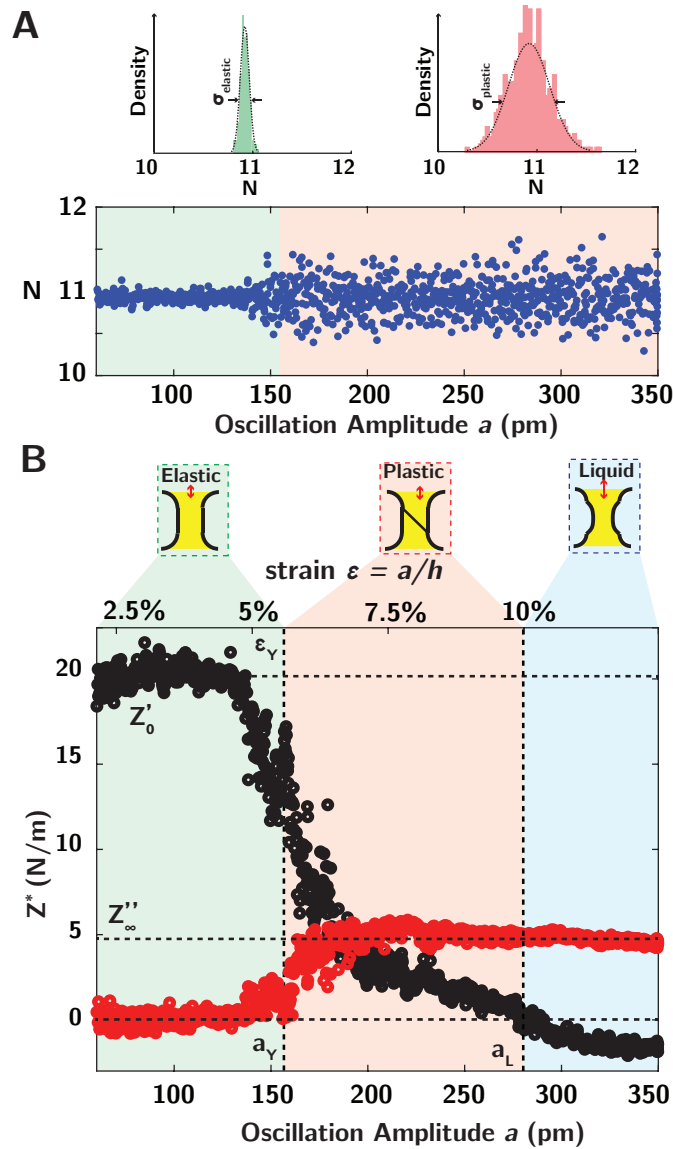 A
Density
σelastic
10 11 12
N
Density
σplastic
10 11 12
N
12
N 11
10
100 150 200 250 300 350
Oscillation Amplitude a (pm)
B
Elastic
Plastic
Liquid
strain ε = a/h
2.5% 5% 7.5% 10%
εY
20
Z0'
15
Z* (N/m)
10
Z∞''
5
0
aY
aL
100 150 200 250 300 350
Oscillation Amplitude a (pm)